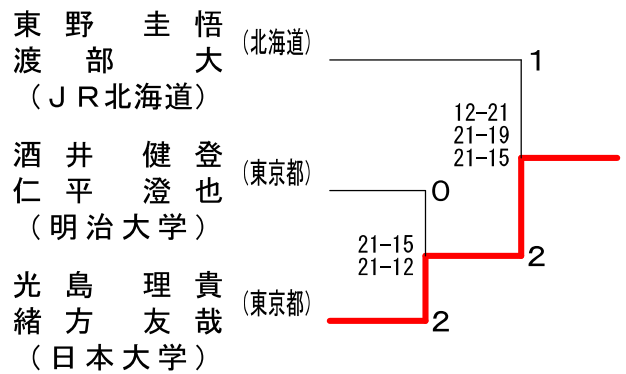 東野 圭悟
渡部 大
(JR北海道)
(北海道)
1
12-21
21-19
21-15
酒井 健登
仁平 澄也
(明治大学)
(東京都)
0
21-15
21-12
2
光島 理貴
緒方 友哉
(日本大学)
(東京都)
2